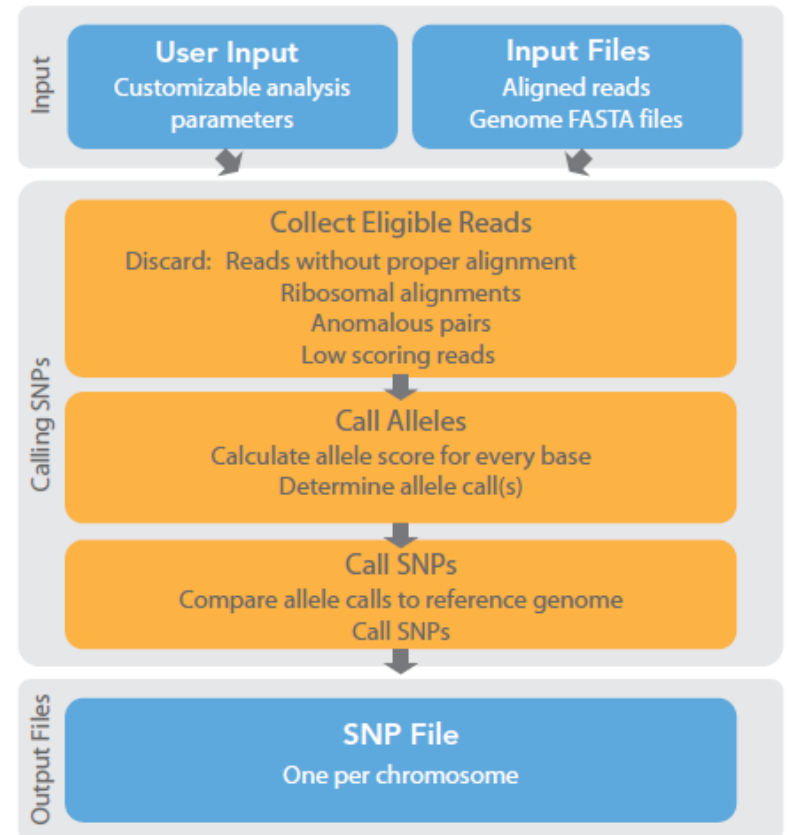 Input
User Input
Customizable analysis
parameters
Input Files
Aligned reads
Genome FASTA files
Calling SNPs
Collect Eligible Reads
Discard: Reads without proper alignment
Ribosomal alignments
Anomalous pairs
Low scoring reads
Call Alleles
Calculate allele score for every base
Determine allele call(s)
Call SNPs
Compare allele calls to reference genome
Call SNPs
Output Files
SNP File
One per chromosome